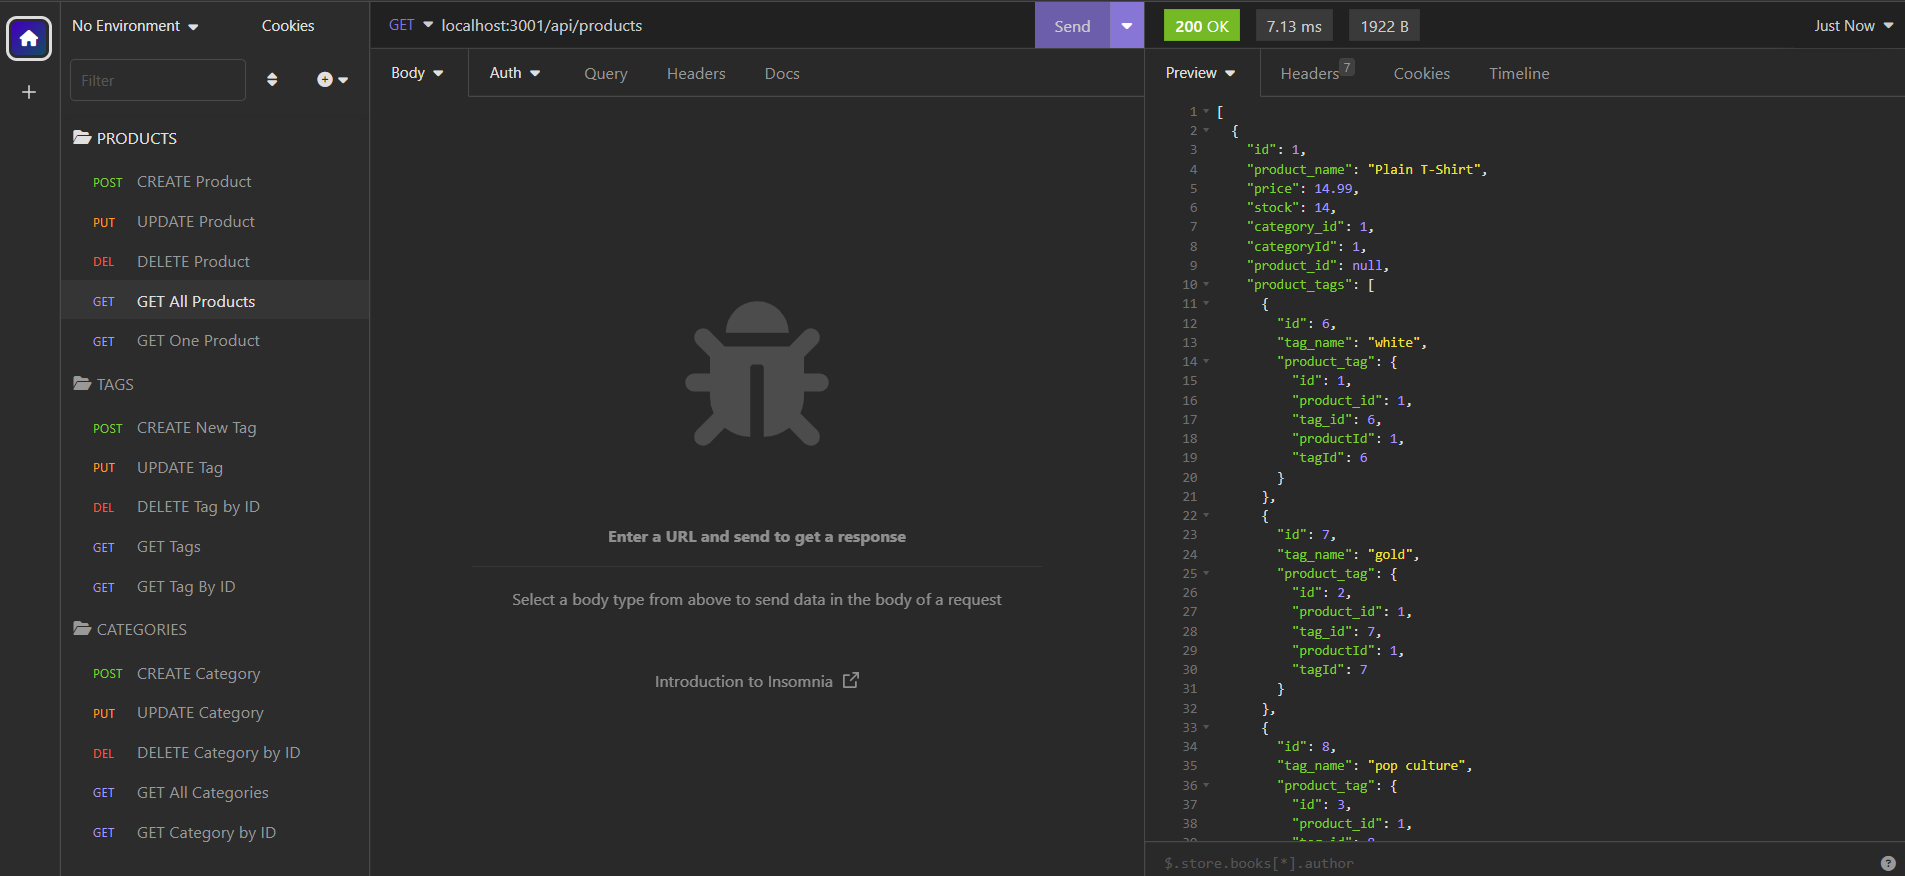 No Environment
Cookies
Filter
PRODUCTS
POST CREATE Product
PUT UPDATE Product
DEL DELETE Product
GET GET All Products
GET GET One Product
TAGS
POST CREATE New Tag
PUT UPDATE Tag
DEL DELETE Tag by ID
GET GET Tags
GET GET Tag By ID
CATEGORIES
POST CREATE Category
PUT UPDATE Category
DEL DELETE Category by ID
GET GET All Categories
GET GET Category by ID
GET localhost:3001/api/products Send
Body Auth Query Headers Docs
Enter a URL and send to get a response
Select a body type from above to send data in the body of a request
Introduction to Insomnia
200 OK 7.13 ms 1922 B Just Now
Preview Headers 7 Cookies Timeline
1 [
2 {
3 "id": 1,
4 "product_name": "Plain T-Shirt",
5 "price": 14.99,
6 "stock": 14,
7 "category_id": 1,
8 "categoryId": 1,
9 "product_id": null,
10 "product_tags": [
11 {
12 "id": 6,
13 "tag_name": "white",
14 "product_tag": {
15 "id": 1,
16 "product_id": 1,
17 "tag_id": 6,
18 "productId": 1,
19 "tagId": 6
20 }
21 },
22 {
23 "id": 7,
24 "tag_name": "gold",
25 "product_tag": {
26 "id": 2,
27 "product_id": 1,
28 "tag_id": 7,
29 "productId": 1,
30 "tagId": 7
31 }
32 },
33 {
34 "id": 8,
35 "tag_name": "pop culture",
36 "product_tag": {
37 "id": 3,
38 "product_id": 1,
$.store.books[*].author